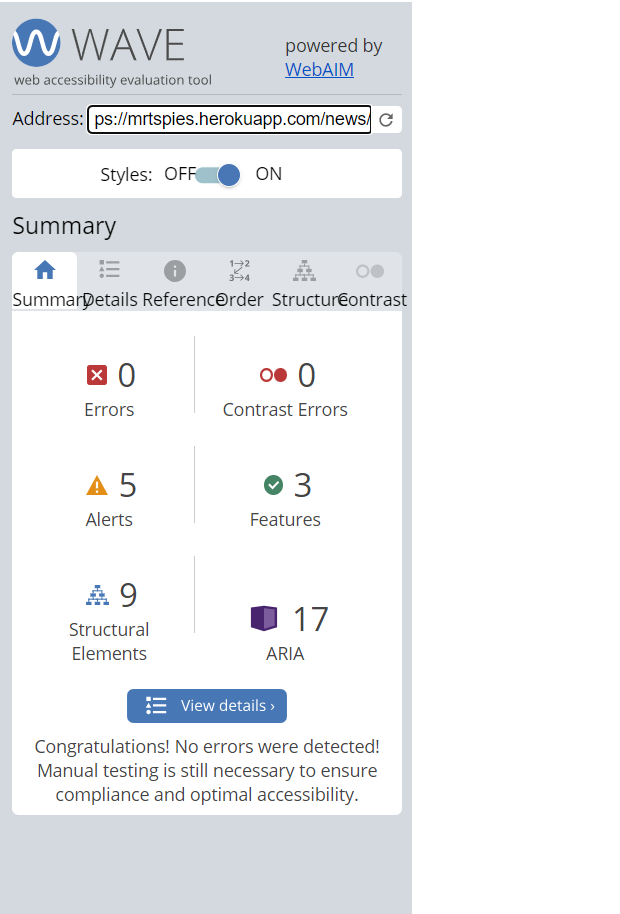 WAVE
web accessibility evaluation tool
powered by
WebAIM
Address: ps://mrtspies.herokuapp.com/news/
Styles: OFF ON
Summary
Summary Details Reference Order Structure Contrast
0 0
Errors Contrast Errors
5 3
Alerts Features
9
Structural
Elements
17
ARIA
View details ›
Congratulations! No errors were detected!
Manual testing is still necessary to ensure
compliance and optimal accessibility.